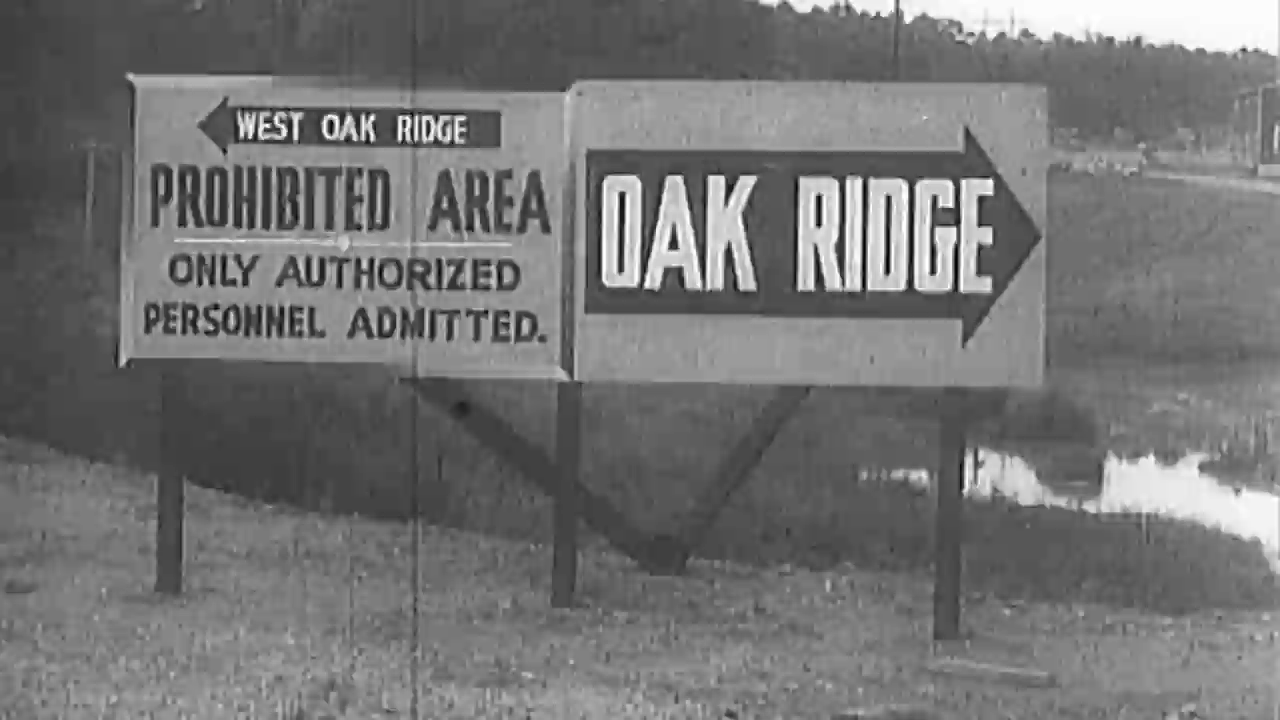 WEST OAK RIDGE
PROHIBITED AREA
ONLY AUTHORIZED
PERSONNEL ADMITTED.
OAK RIDGE